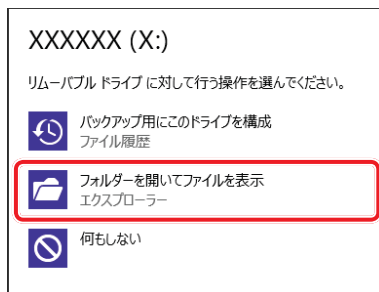 XXXXXX (X:)
リムーバブル ドライブ に対して行う操作を選んでください。
バックアップ用にこのドライブを構成
ファイル履歴
フォルダーを開いてファイルを表示
エクスプローラー
何もしない